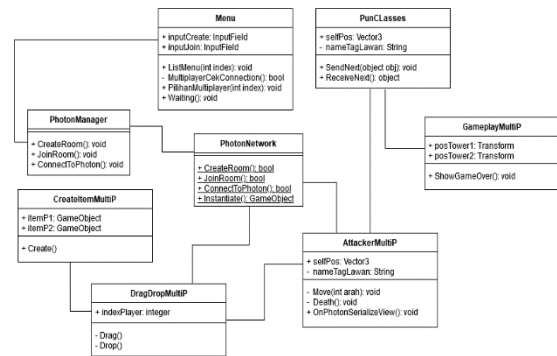 Menu
+ inputCreate: InputField
+ inputJoin: InputField
+ ListMenu(int index): void
- MultiplayerCekConnection(): bool
+ PilihanMultiplayer(int index): void
+ Waiting(): void
PunCLasses
+ selfPos: Vector3
- nameTagLawan: String
+ SendNext(object obj): void
+ ReceiveNext(): object
PhotonManager
+ CreateRoom(): void
+ JoinRoom(): void
+ ConnectToPhoton(): void
PhotonNetwork
+ CreateRoom(): bool
+ JoinRoom(): bool
+ ConnectToPhoton(): bool
+ Instantiate(): GameObject
GameplayMultiP
+ posTower1: Transform
+ posTower2: Transform
+ ShowGameOver(): void
CreateItemMultiP
+ itemP1: GameObject
+ itemP2: GameObject
+ Create()
AttackerMultiP
+ selfPos: Vector3
- nameTagLawan: String
- Move(int arah): void
- Death(): void
+ OnPhotonSerializeView(): void
DragDropMultiP
+ indexPlayer: integer
- Drag()
- Drop()